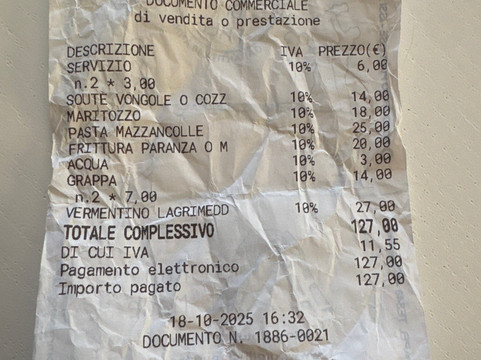 DOCUMENTO COMMERCIALE
di vendita o prestazione
DESCRIZIONE IVA PREZZO(€)
SERVIZIO 10% 6,00
n.2 * 3,00
SOUTE VONGOLE O COZZ 10% 14,00
MARITOZZO 10% 18,00
PASTA MAZZANCOLLE 10% 25,00
FRITTURA PARANZA O M 10% 20,00
ACQUA 10% 3,00
GRAPPA 10% 14,00
n.2 * 7,00
VERMENTINO LAGRIMEDD 10% 27,00
TOTALE COMPLESSIVO 127,00
DI CUI IVA 11,55
Pagamento elettronico 127,00
Importo pagato 127,00
18-10-2025 16:32
DOCUMENTO N. 1886-0021